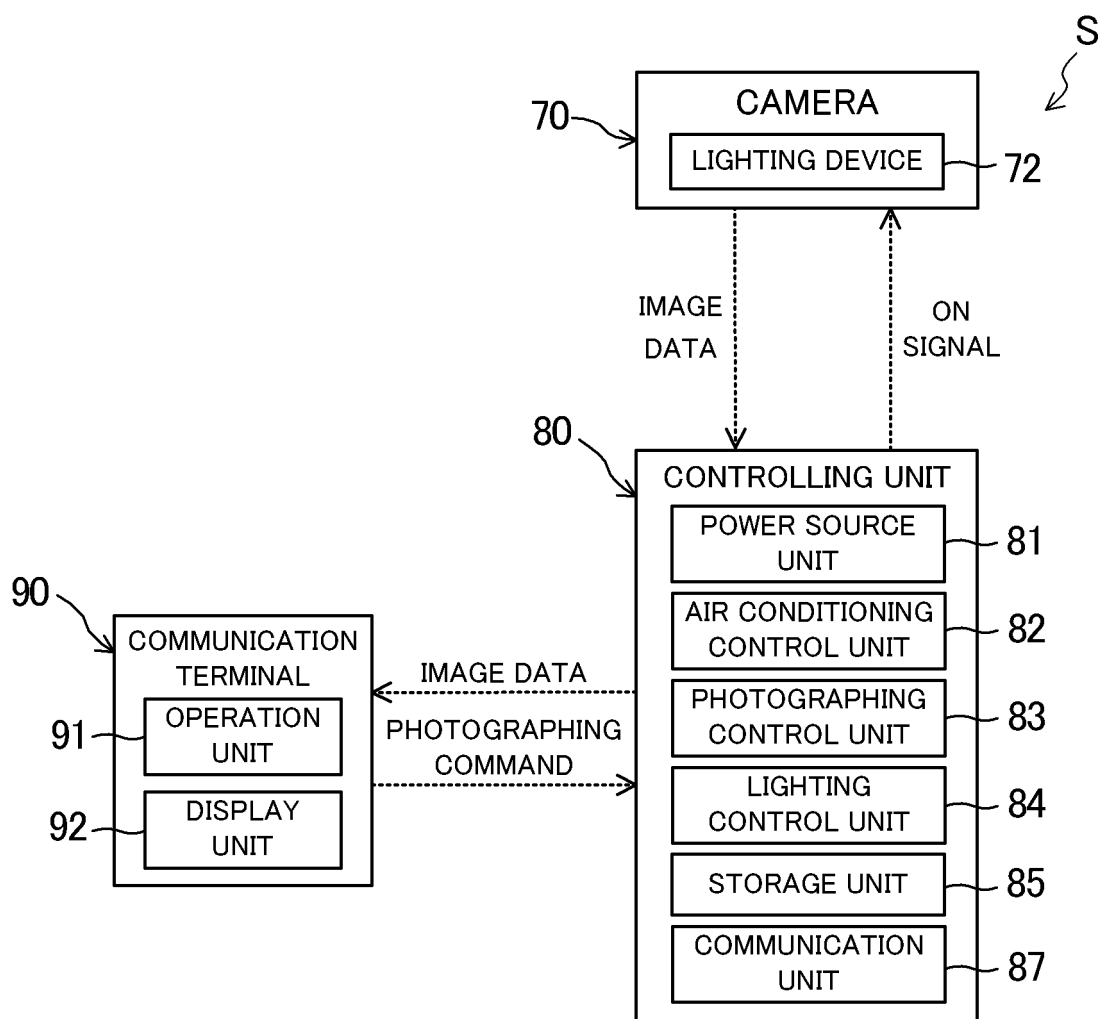 S
CAMERA
70
LIGHTING DEVICE
72
IMAGE
DATA
ON
SIGNAL
80
CONTROLLING UNIT
POWER SOURCE
UNIT
81
AIR CONDITIONING
CONTROL UNIT
82
PHOTOGRAPHING
CONTROL UNIT
83
LIGHTING
CONTROL UNIT
84
STORAGE UNIT
85
COMMUNICATION
UNIT
87
90
COMMUNICATION
TERMINAL
OPERATION
UNIT
91
DISPLAY
UNIT
92
IMAGE DATA
PHOTOGRAPHING
COMMAND